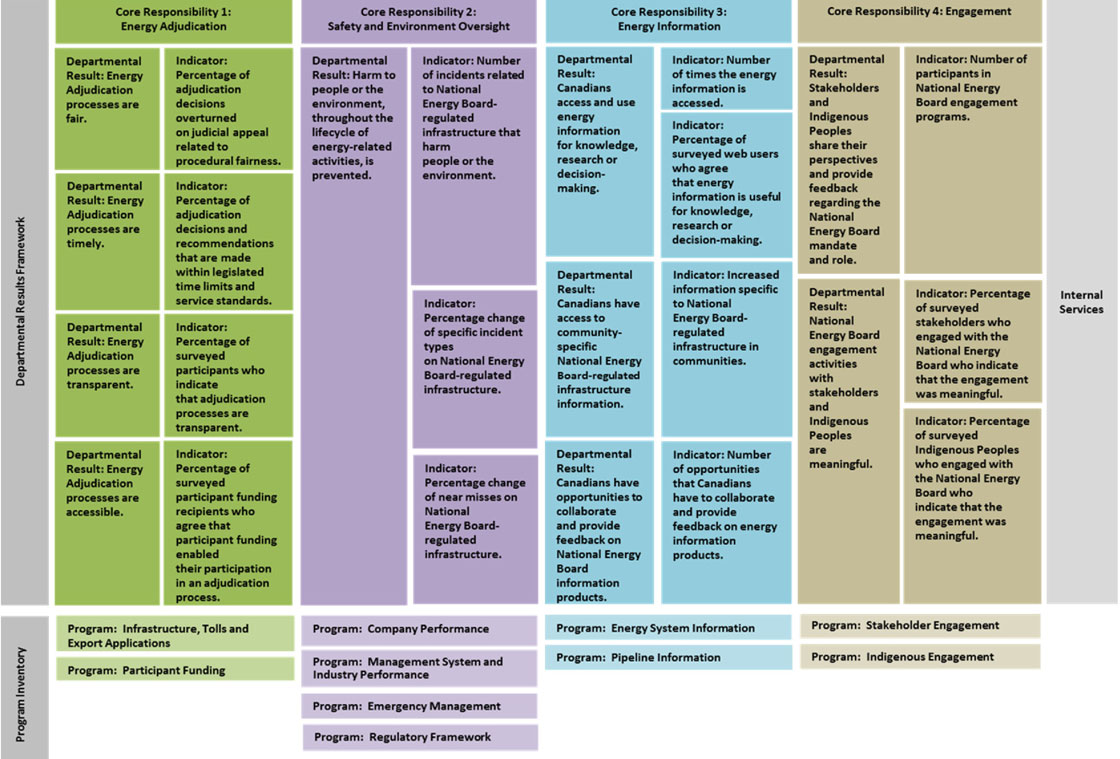 Core Responsibility 1:
Energy Adjudication
Core Responsibility 2:
Safety and Environment Oversight
Core Responsibility 3:
Energy Information
Core Responsibility 4: Engagement
Departmental Results Framework
Departmental
Result: Energy
Adjudication
processes are
fair.
Indicator:
Percentage of
adjudication
decisions
overturned
on judicial appeal
related to
procedural fairness.
Departmental
Result: Energy
Adjudication
processes are
timely.
Indicator:
Percentage of
adjudication
decisions and
recommendations
that are made
within legislated
time limits and
service standards.
Departmental
Result: Energy
Adjudication
processes are
transparent.
Indicator:
Percentage of
surveyed
participants who
indicate
that adjudication
processes are
transparent.
Departmental
Result: Energy
Adjudication
processes are
accessible.
Indicator:
Percentage of
surveyed
participant funding
recipients who
agree that
participant funding
enabled
their participation
in an adjudication
process.
Departmental
Result: Harm to
people or the
environment,
throughout the
lifecycle of
energy-related
activities, is
prevented.
Indicator: Number
of incidents related
to National
Energy Board-
regulated
infrastructure that
harm
people or the
environment.
Indicator:
Percentage change
of specific incident
types
on National Energy
Board-regulated
infrastructure.
Indicator:
Percentage change
of near misses on
National
Energy Board-
regulated
infrastructure.
Departmental
Result:
Canadians
access and use
energy
information
for knowledge,
research or
decision-
making.
Indicator: Number
of times the energy
information is
accessed.
Indicator:
Percentage of
surveyed web users
who agree
that energy
information is useful
for knowledge,
research or
decision-making.
Departmental
Result:
Canadians have
access to
community-
specific
National Energy
Board-regulated
infrastructure
information.
Indicator: Increased
information specific
to National
Energy Board-
regulated
infrastructure in
communities.
Departmental
Result:
Canadians have
opportunities to
collaborate
and provide
feedback on
National Energy
Board
information
products.
Indicator: Number
of opportunities
that Canadians
have to collaborate
and provide
feedback on energy
information
products.
Departmental
Result:
Stakeholders
and
Indigenous
Peoples
share their
perspectives
and provide
feedback
regarding the
National
Energy Board
mandate
and role.
Indicator: Number of
participants in
National Energy
Board engagement
programs.
Departmental
Result:
National
Energy Board
engagement
activities
with
stakeholders
and
Indigenous
Peoples
are
meaningful.
Indicator: Percentage
of surveyed
stakeholders who
engaged with the
National Energy
Board who indicate
that the engagement
was meaningful.
Indicator: Percentage
of surveyed
Indigenous Peoples
who engaged with
the National Energy
Board who
indicate that the
engagement was
meaningful.
Internal
Services
Program Inventory
Program: Infrastructure, Tolls and
Export Applications
Program: Participant Funding
Program: Company Performance
Program: Management System and
Industry Performance
Program: Emergency Management
Program: Regulatory Framework
Program: Energy System Information
Program: Pipeline Information
Program: Stakeholder Engagement
Program: Indigenous Engagement